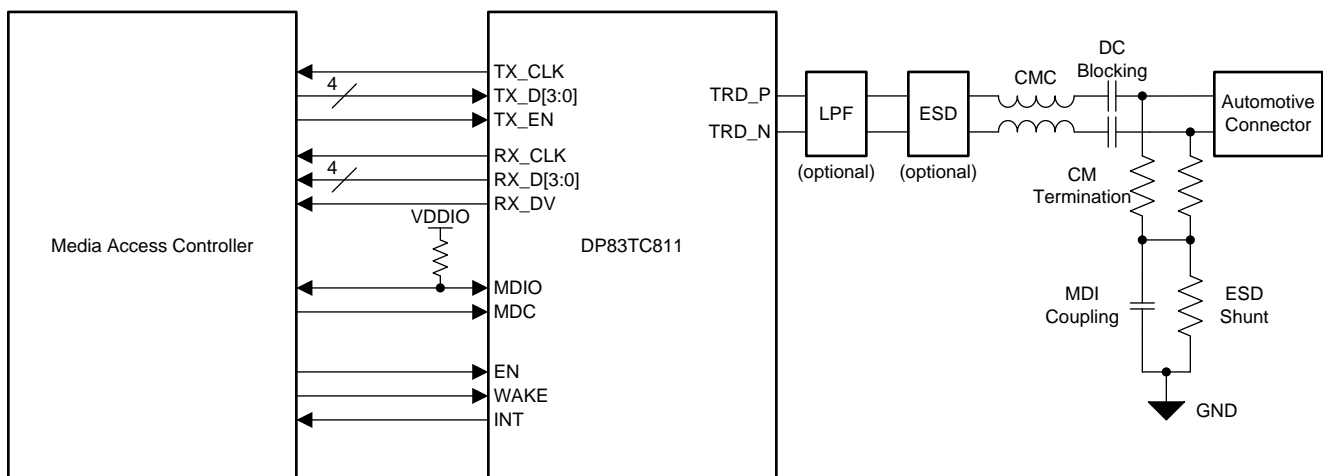 Media Access Controller
TX_CLK
4
TX_D[3:0]
TX_EN
RX_CLK
4
RX_D[3:0]
RX_DV
VDDIO
MDIO
MDC
EN
WAKE
INT
DP83TC811
TRD_P
TRD_N
LPF
(optional)
ESD
(optional)
CMC
DC
Blocking
Automotive
Connector
CM
Termination
MDI
Coupling
ESD
Shunt
GND